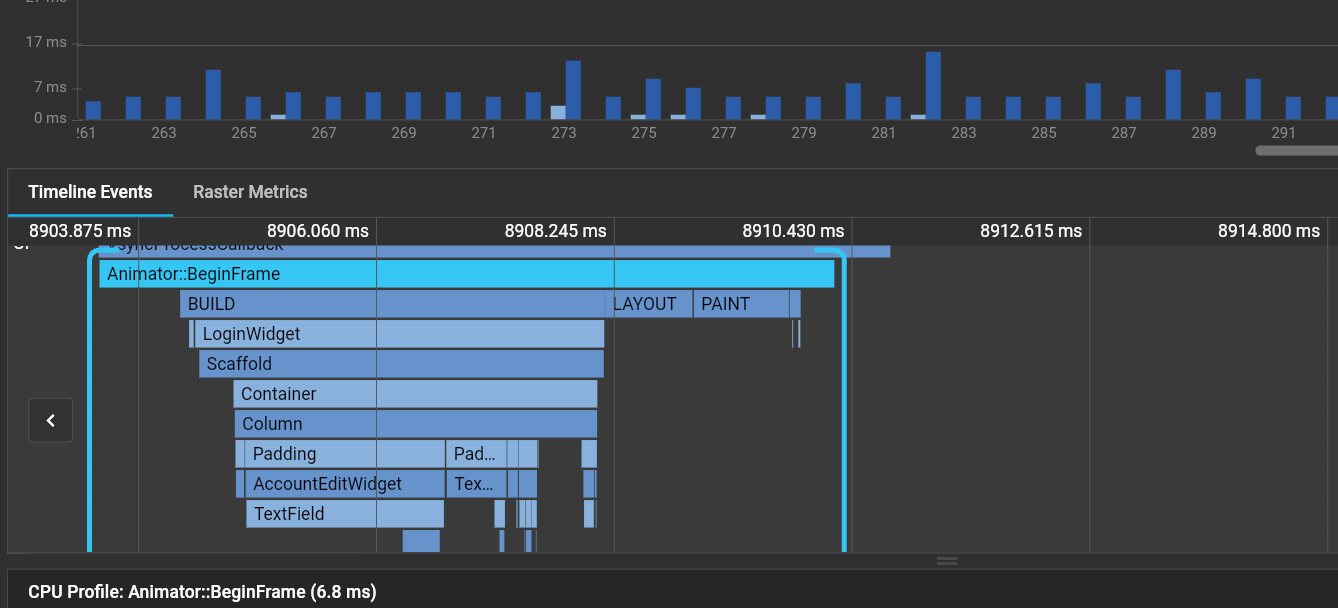 17 ms
7 ms
0 ms
261 263 265 267 269 271 273 275 277 279 281 283 285 287 289 291
Timeline Events Raster Metrics
8903.875 ms 8906.060 ms 8908.245 ms 8910.430 ms 8912.615 ms 8914.800 ms
Animator::BeginFrame
BUILD LAYOUT PAINT
LoginWidget
Scaffold
Container
Column
Padding Pad...
AccountEditWidget Tex...
TextField
CPU Profile: Animator::BeginFrame (6.8 ms)